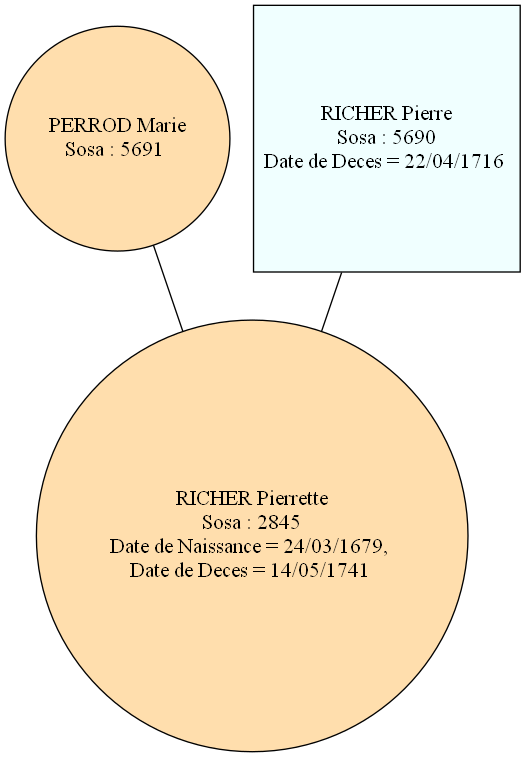 PERROD Marie
Sosa : 5691
RICHER Pierre
Sosa : 5690
Date de Deces = 22/04/1716
RICHER Pierrette
Sosa : 2845
Date de Naissance = 24/03/1679,
Date de Deces = 14/05/1741